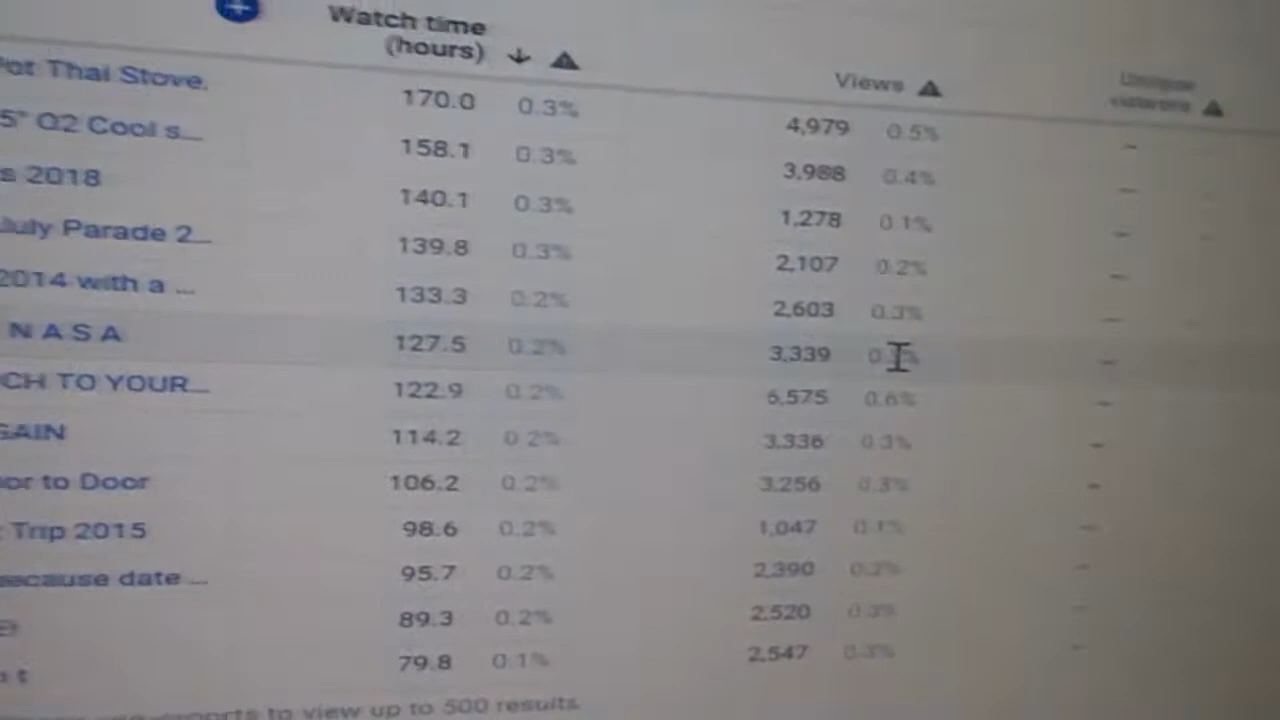 Watch time
(hours) Views Unique
viewers
Pot Thai Stove. 170.0 0.3% 4,979 0.5% –
5" Q2 Cool s... 158.1 0.3% 3,988 0.4% –
s 2018 140.1 0.3% 1,278 0.1% –
July Parade 2... 139.8 0.3% 2,107 0.2% –
2014 with a ... 133.3 0.2% 2,603 0.3% –
N A S A 127.5 0.2% 3,339 –
CH TO YOUR... 122.9 0.2% 6,575 0.6% –
GAIN 114.2 0.2% 3,336 0.3% –
or to Door 106.2 0.2% 3,256 0.3% –
Trip 2015 98.6 0.2% 1,047 0.1% –
because date ... 95.7 0.2% 2,390 0.2% –
89.3 0.2% 2,520 0.3% –
t 79.8 0.1% 2,547 0.3% –
to view up to 500 results